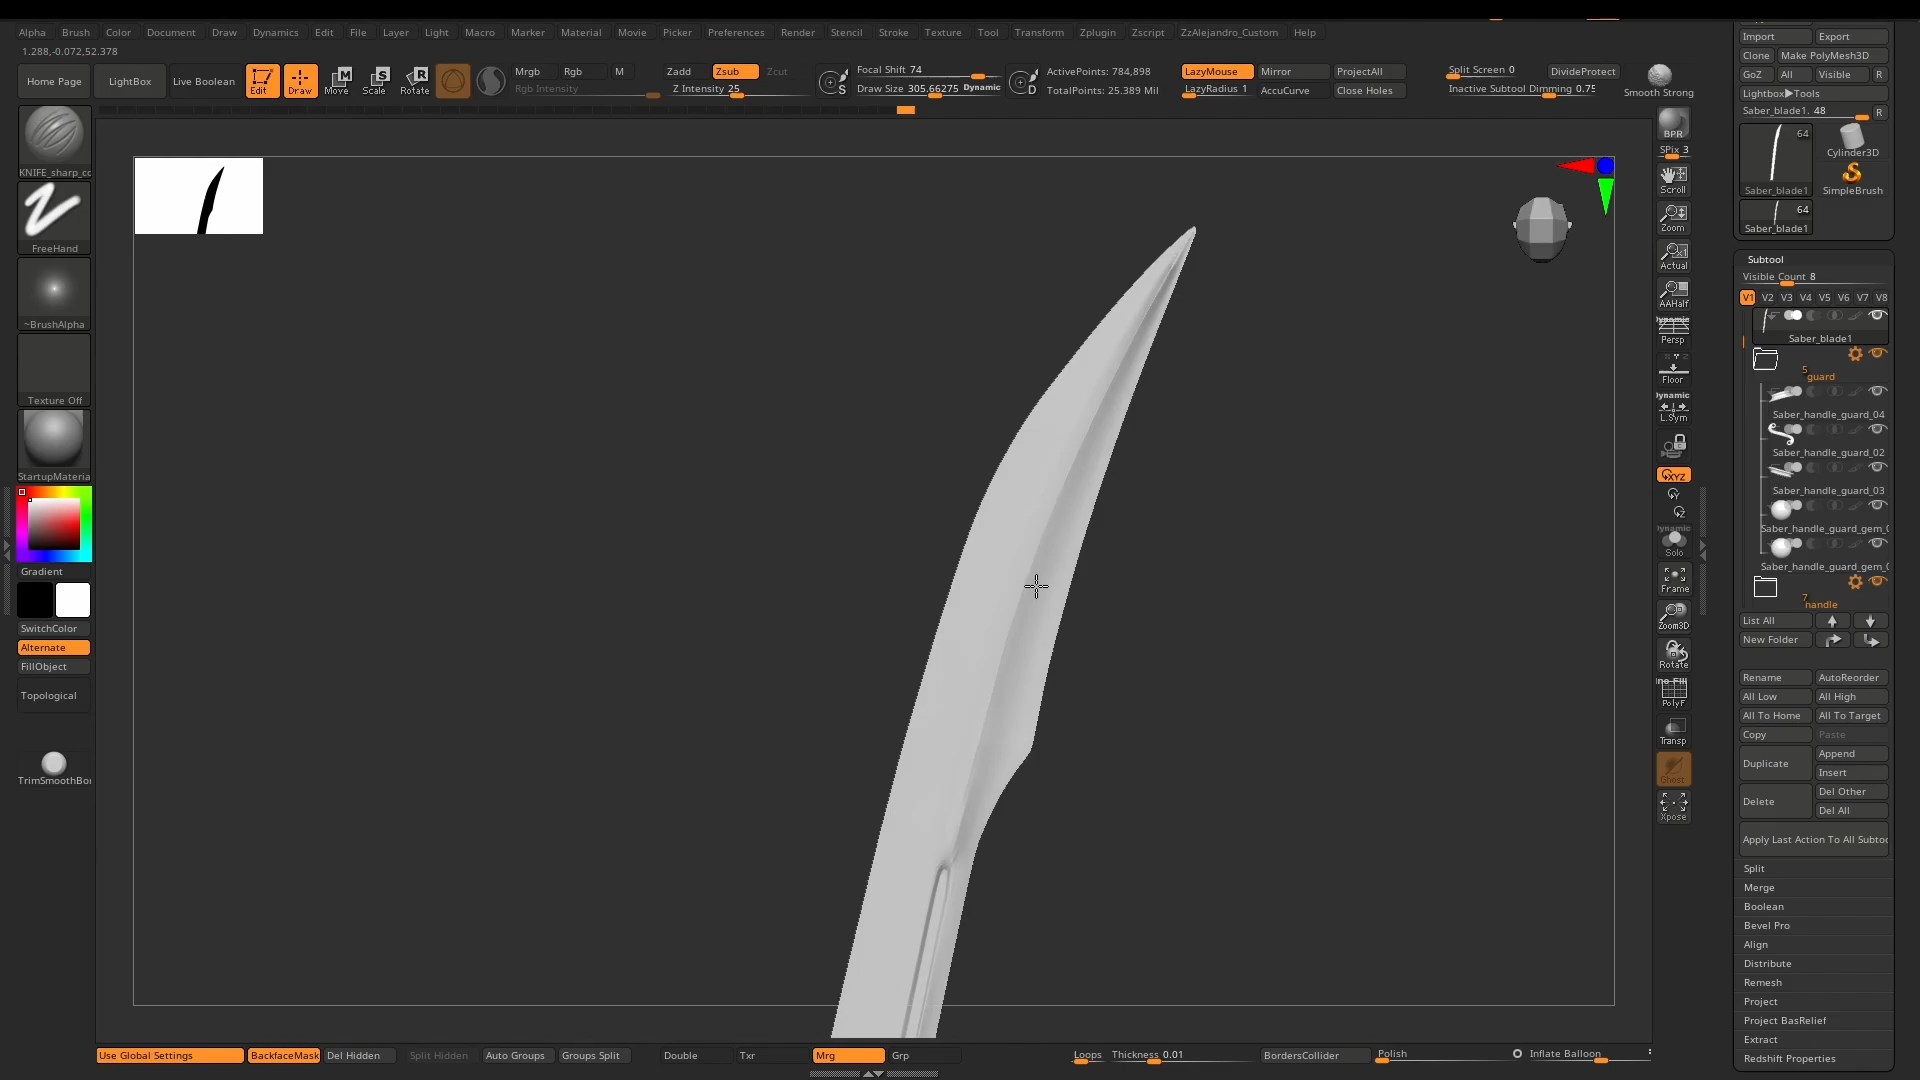 Alpha Brush Color Document Draw Dynamics Edit File Layer Light Macro Marker Material Movie Picker Preferences Render Stencil Stroke Texture Tool Transform Zplugin Zscript ZzAlejandro_Custom Help
1.288,-0.072,52.378
Home Page LightBox Live Boolean Edit Draw Move Scale Rotate
Mrgb Rgb M
Rgb Intensity
Zadd Zsub Zcut
Z Intensity 25
Focal Shift 74
Draw Size 305.66275 Dynamic
ActivePoints: 784,898
TotalPoints: 25.389 Mil
LazyMouse Mirror ProjectAll
LazyRadius 1 AccuCurve Close Holes
Split Screen 0 DivideProtect
Inactive Subtool Dimming 0.75
Smooth Strong
KNIFE_sharp_cc
FreeHand
~BrushAlpha
Texture Off
StartupMateria
Gradient
SwitchColor
Alternate
FillObject
Topological
TrimSmoothBor
BPR
SPix 3
Scroll
Zoom
Actual
AAHalf
Dynamic
Persp
Floor
Dynamic
L.Sym
XYZ
Y
Z
Dynamic
Solo
Frame
Zoom3D
Rotate
PolyF
Transp
Ghost
Xpose
Import Export
Clone Make PolyMesh3D
GoZ All Visible R
Lightbox▶Tools
Saber_blade1. 48 R
64
Cylinder3D
Saber_blade1 SimpleBrush
64
Saber_blade1
Subtool
Visible Count 8
V1 V2 V3 V4 V5 V6 V7 V8
Saber_blade1
5
guard
Saber_handle_guard_04
Saber_handle_guard_02
Saber_handle_guard_03
Saber_handle_guard_gem_0
Saber_handle_guard_gem_0
7
handle
List All
New Folder
Rename AutoReorder
All Low All High
All To Home All To Target
Copy Paste
Duplicate Append
Insert
Delete Del Other
Del All
Apply Last Action To All Subtoo
Split
Merge
Boolean
Bevel Pro
Align
Distribute
Remesh
Project
Project BasRelief
Extract
Redshift Properties
Use Global Settings BackfaceMask Del Hidden Split Hidden Auto Groups Groups Split Double Txr Mrg Grp Loops Thickness 0.01 BordersCollider Polish Inflate Balloon